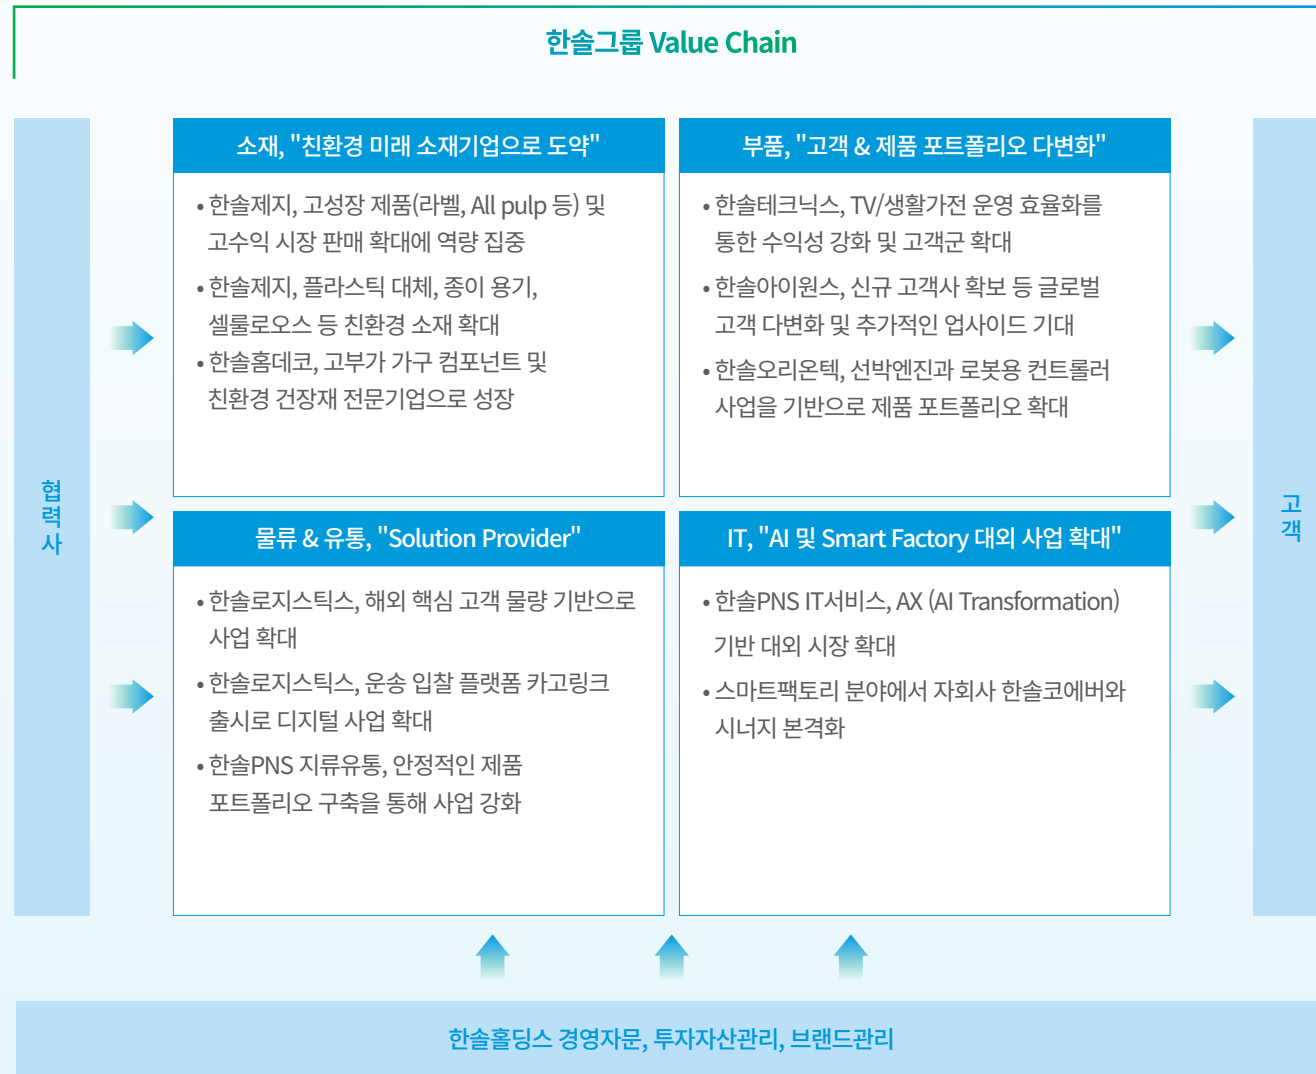 한솔그룹 Value Chain
협력사
소재, "친환경 미래 소재기업으로 도약"
• 한솔제지, 고성장 제품(라벨, All pulp 등) 및
고수익 시장 판매 확대에 역량 집중
• 한솔제지, 플라스틱 대체, 종이 용기,
셀룰로오스 등 친환경 소재 확대
• 한솔홈데코, 고부가 가구 컴포넌트 및
친환경 건장재 전문기업으로 성장
부품, "고객 & 제품 포트폴리오 다변화"
• 한솔테크닉스, TV/생활가전 운영 효율화를
통한 수익성 강화 및 고객군 확대
• 한솔아이원스, 신규 고객사 확보 등 글로벌
고객 다변화 및 추가적인 업사이드 기대
• 한솔오리온텍, 선박엔진과 로봇용 컨트롤러
사업을 기반으로 제품 포트폴리오 확대
물류 & 유통, "Solution Provider"
• 한솔로지스틱스, 해외 핵심 고객 물량 기반으로
사업 확대
• 한솔로지스틱스, 운송 입찰 플랫폼 카고링크
출시로 디지털 사업 확대
• 한솔PNS 지류유통, 안정적인 제품
포트폴리오 구축을 통해 사업 강화
IT, "AI 및 Smart Factory 대외 사업 확대"
• 한솔PNS IT서비스, AX (AI Transformation)
기반 대외 시장 확대
• 스마트팩토리 분야에서 자회사 한솔코에버와
시너지 본격화
고객
한솔홀딩스 경영자문, 투자자산관리, 브랜드관리